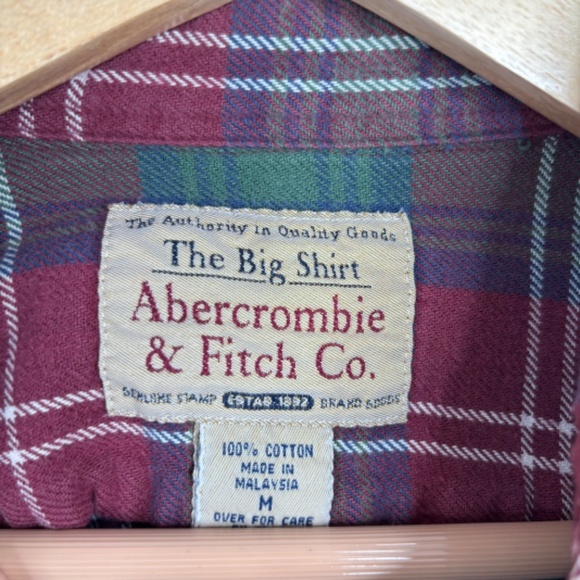 The Authority in Quality Goods
The Big Shirt
Abercrombie
& Fitch Co.
GENUINE STAMP ESTAB. 1892 BRAND GOODS
100% COTTON
MADE IN
MALAYSIA
M
OVER FOR CARE